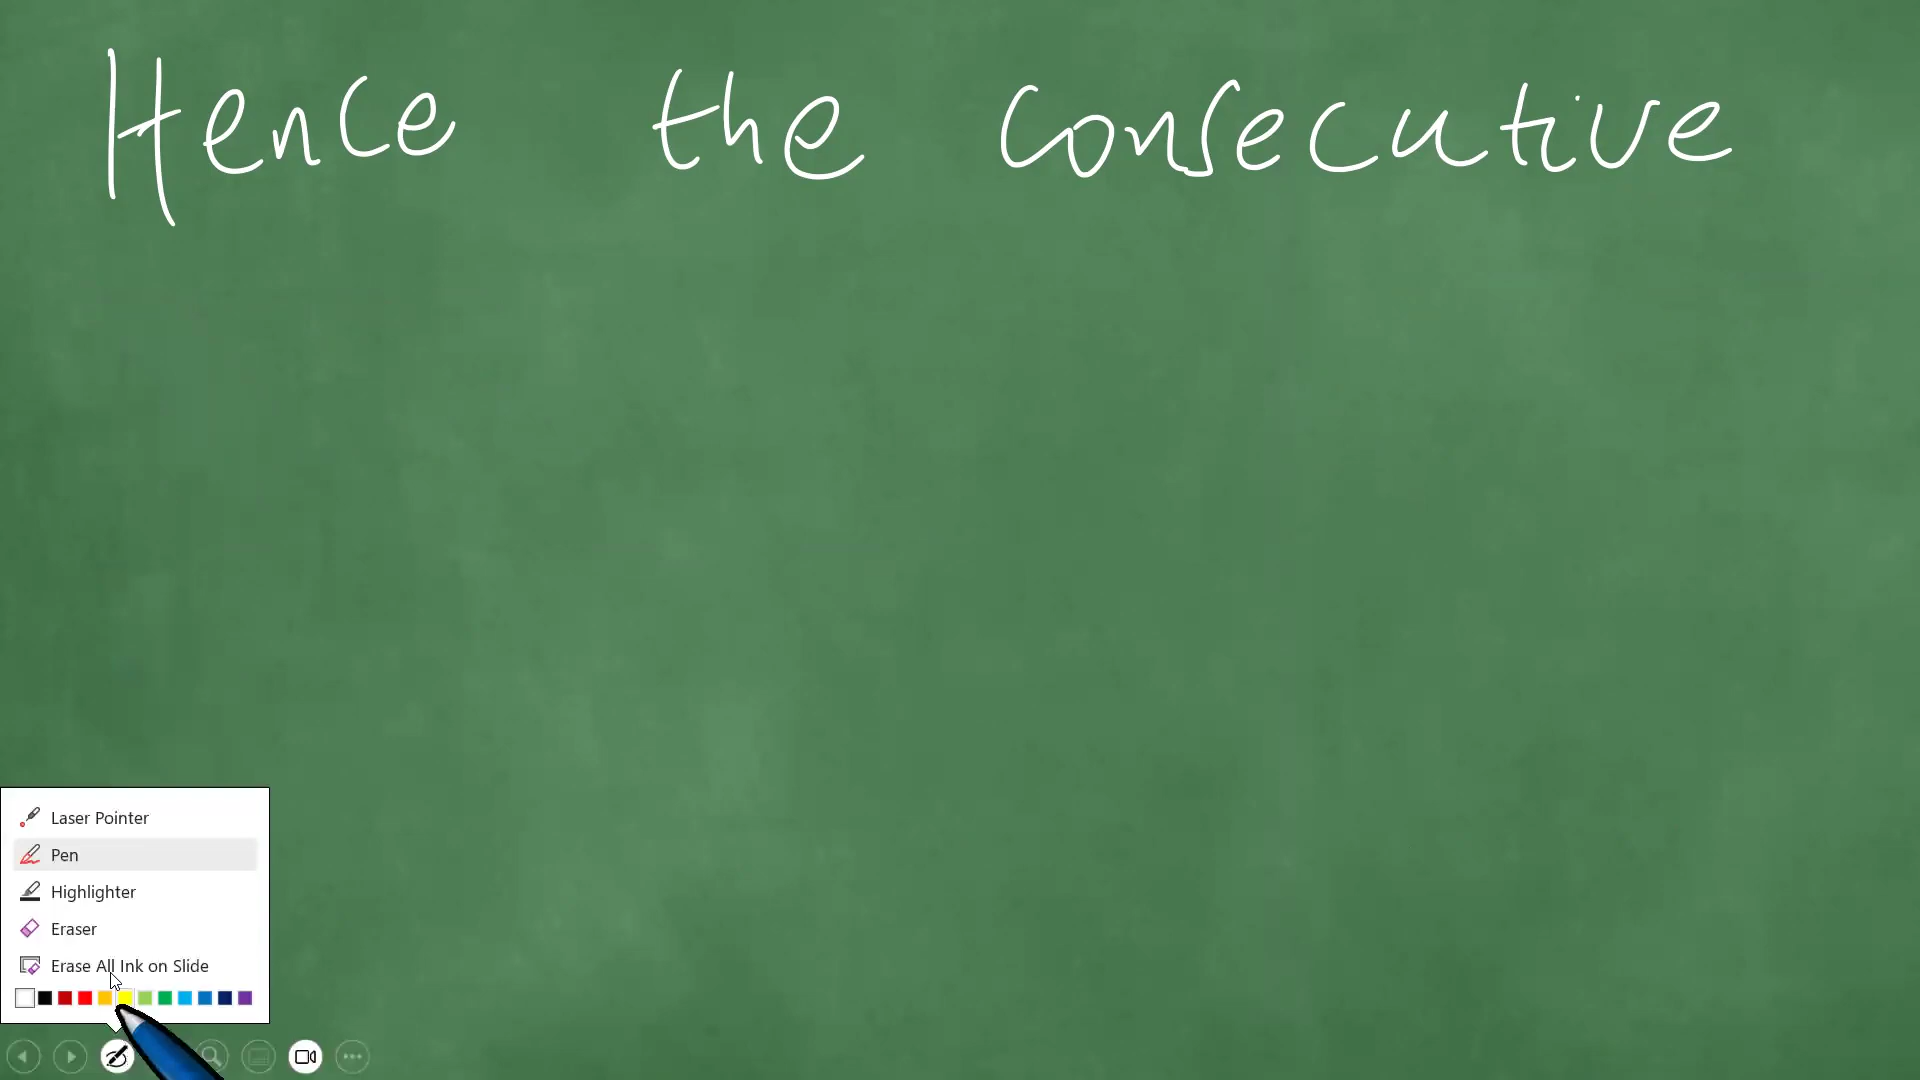 Hence the consecutive
Laser Pointer
Pen
Highlighter
Eraser
Erase All Ink on Slide